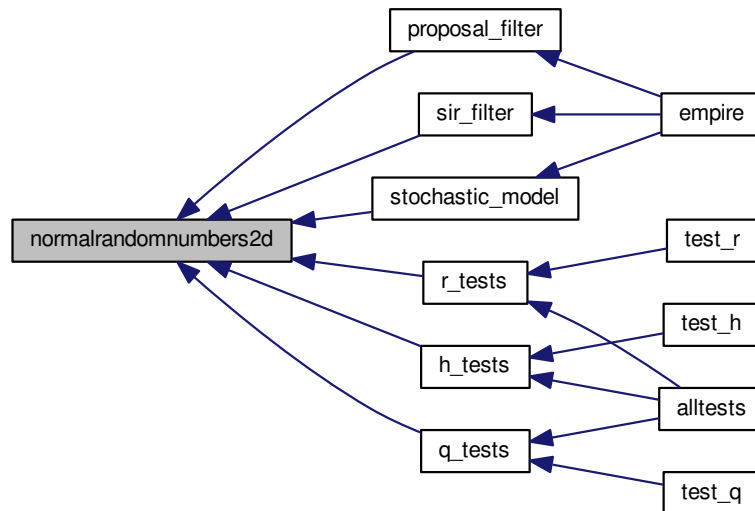 proposal_filter
sir_filter
empire
stochastic_model
normalrandomnumbers2d
test_r
r_tests
test_h
h_tests
alltests
q_tests
test_q